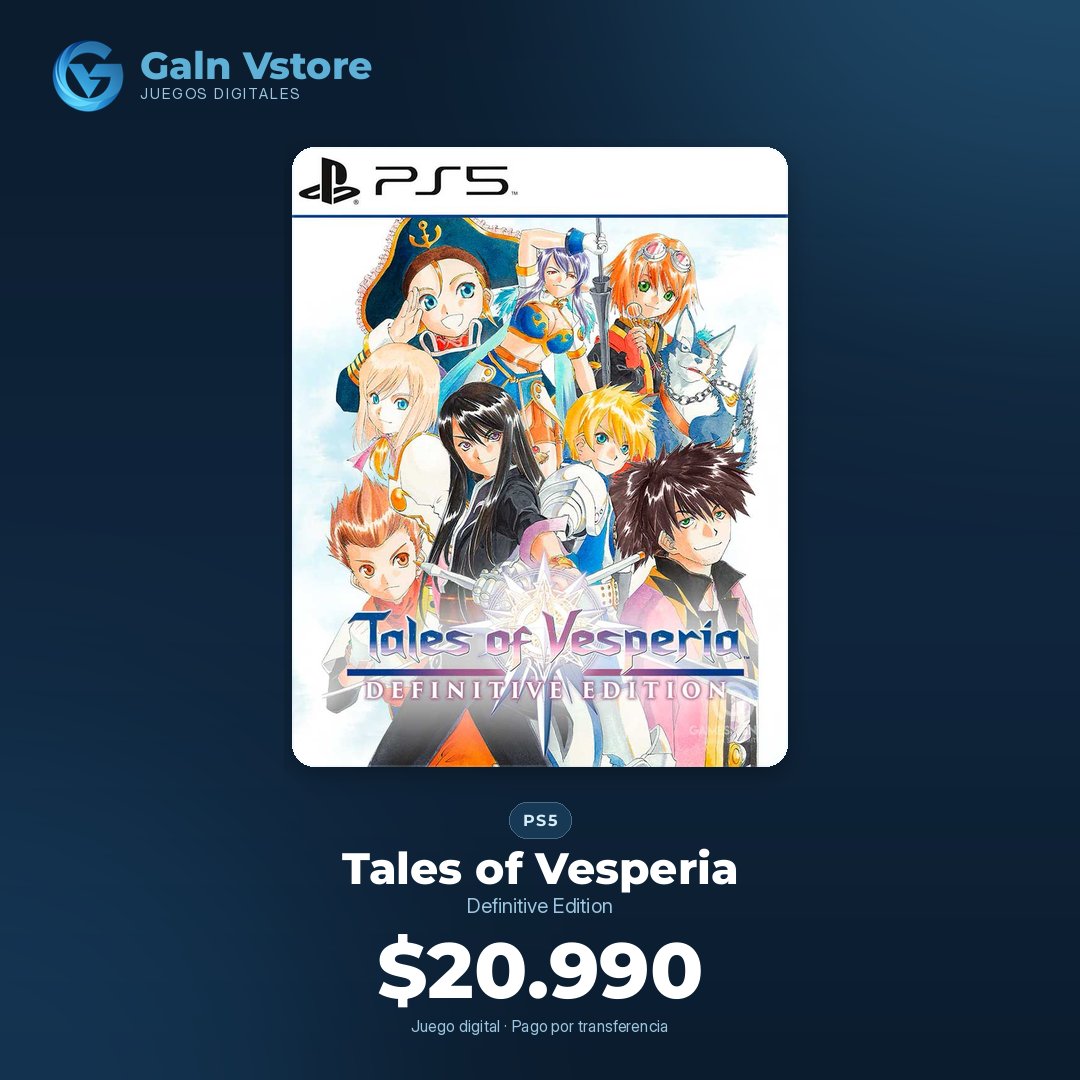 GaIn Vstore
JUEGOS DIGITALES
PS5
Tales of Vesperia
DEFINITIVE EDITION
PS5
Tales of Vesperia
Definitive Edition
$20.990
Juego digital · Pago por transferencia